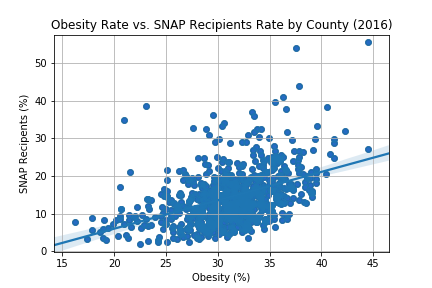 Obesity Rate vs. SNAP Recipients Rate by County (2016)
50
40
30
20
10
0
SNAP Recipients (%)
15 20 25 30 35 40 45
Obesity (%)